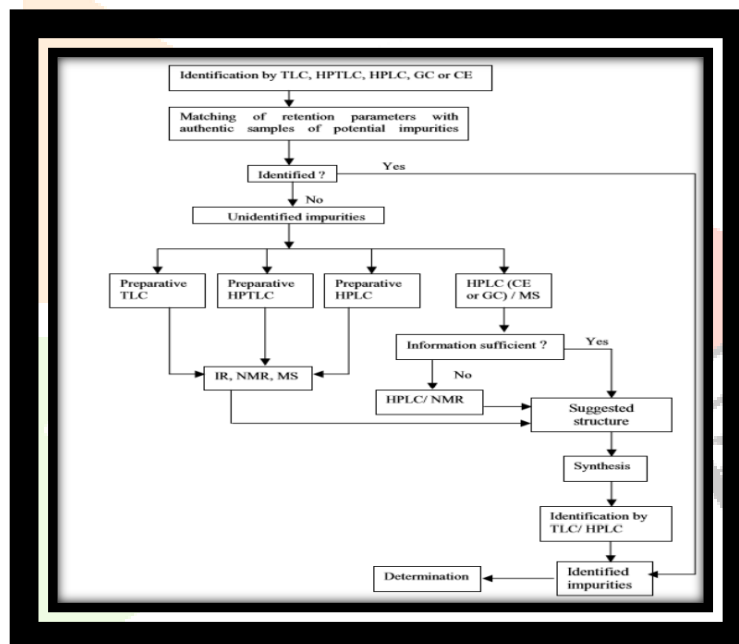 Identification by TLC, HPTLC, HPLC, GC or CE
Matching of retention parameters with
authentic samples of potential impurities
Yes
Identified ?
No
Unidentified impurities
Preparative
TLC
Preparative
HPTLC
Preparative
HPLC
HPLC (CE
or GC) / MS
Information sufficient ?
Yes
IR, NMR, MS
No
HPLC/ NMR
Suggested
structure
Synthesis
Identification by
TLC/ HPLC
Determination
Identified
impurities